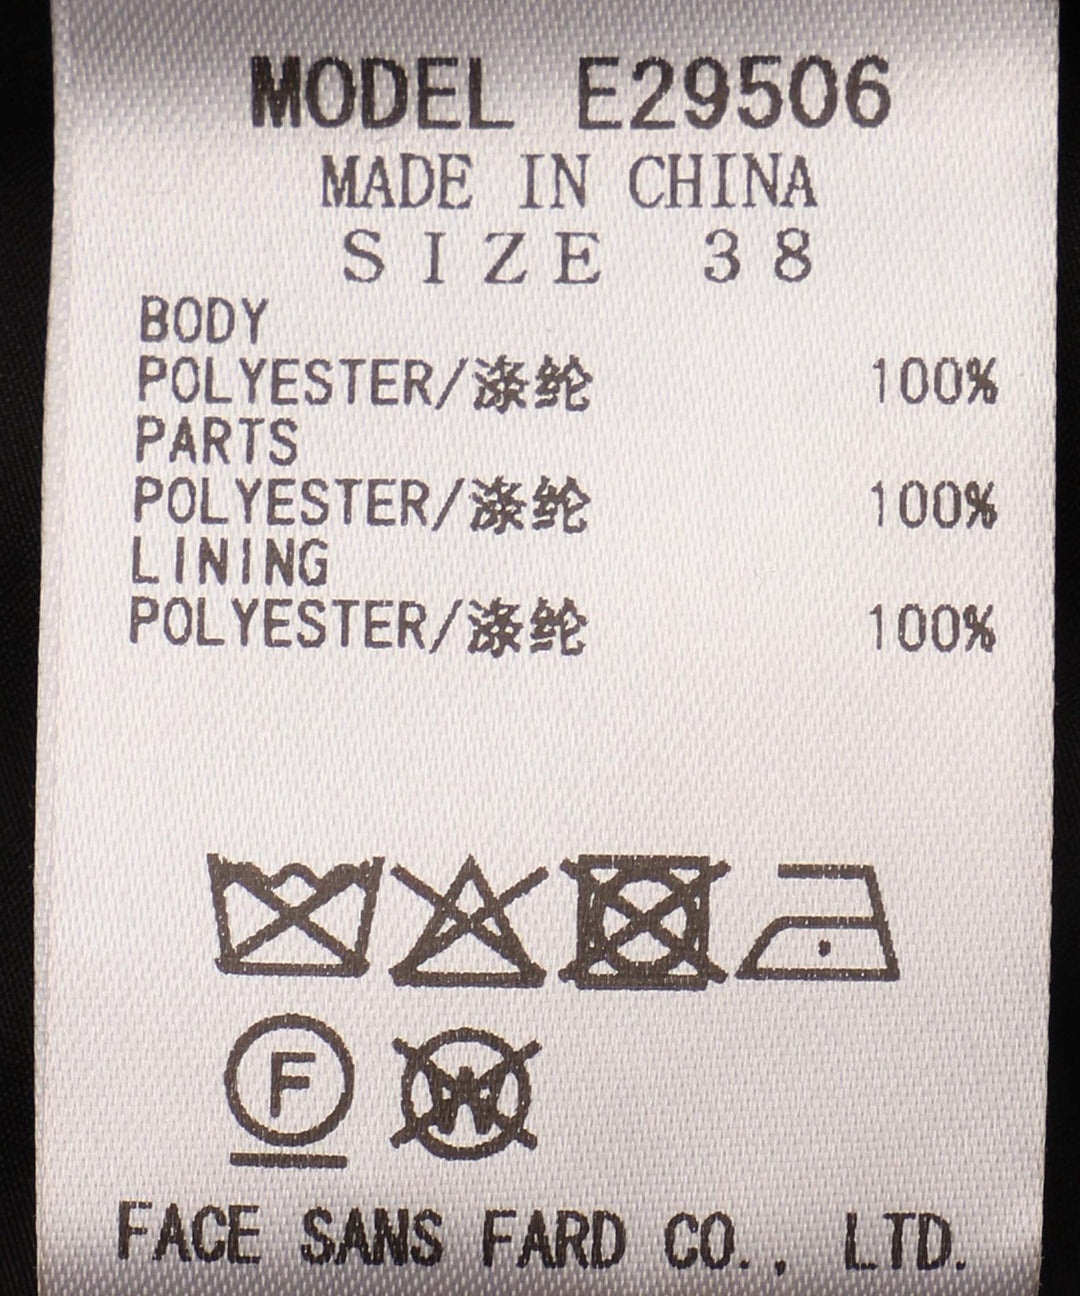 MODEL E29506
MADE IN CHINA
SIZE 38
BODY
POLYESTER/涤纶 100%
PARTS
POLYESTER/涤纶 100%
LINING
POLYESTER/涤纶 100%
F W
FACE SANS FARD CO., LTD.